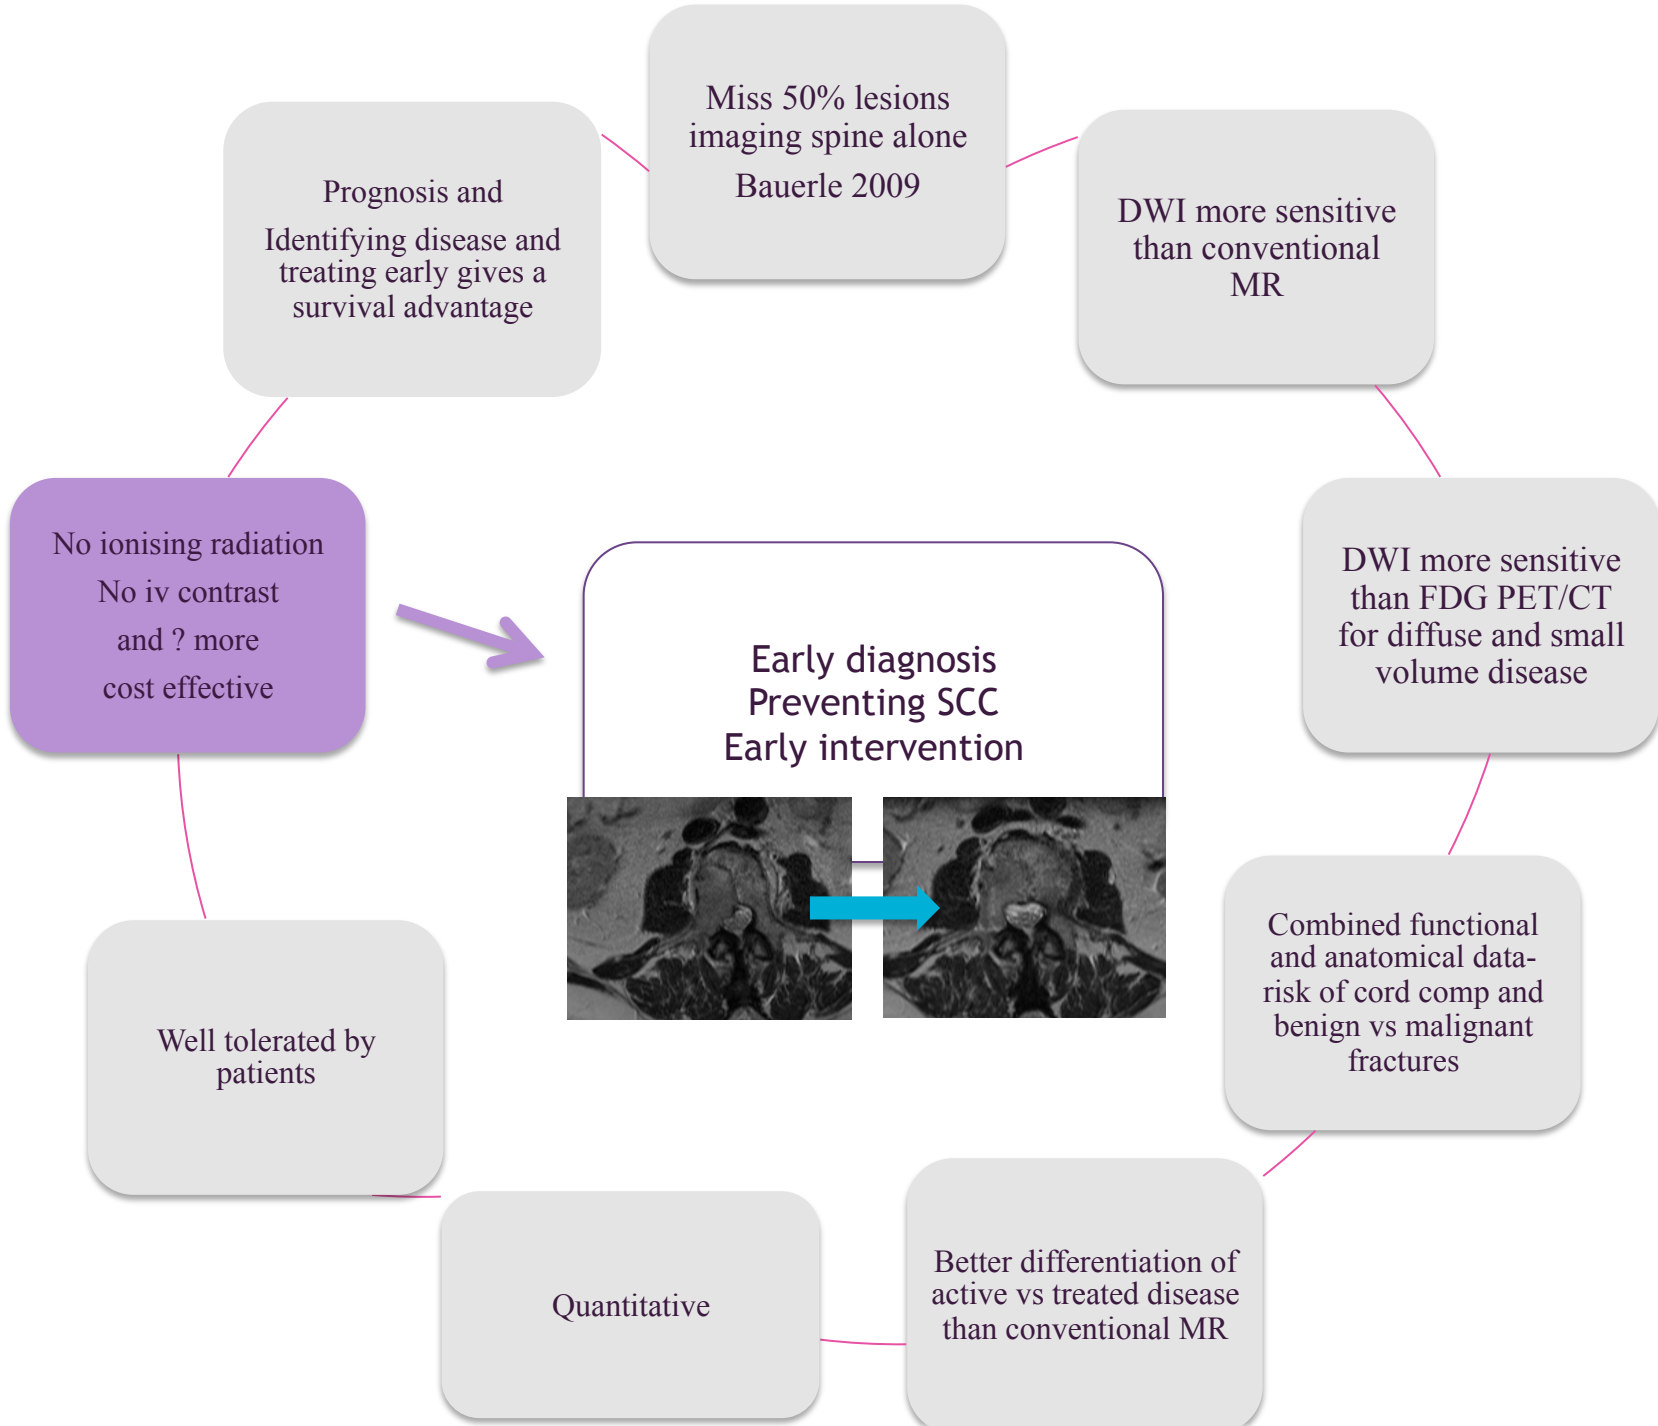 Miss 50% lesions
imaging spine alone
Bauerle 2009
DWI more sensitive
than conventional
MR
DWI more sensitive
than FDG PET/CT
for diffuse and small
volume disease
Combined functional
and anatomical data-
risk of cord comp and
benign vs malignant
fractures
Better differentiation of
active vs treated disease
than conventional MR
Quantitative
Well tolerated by
patients
No ionising radiation
No iv contrast
and ? more
cost effective
Prognosis and
Identifying disease and
treating early gives a
survival advantage
Early diagnosis
Preventing SCC
Early intervention